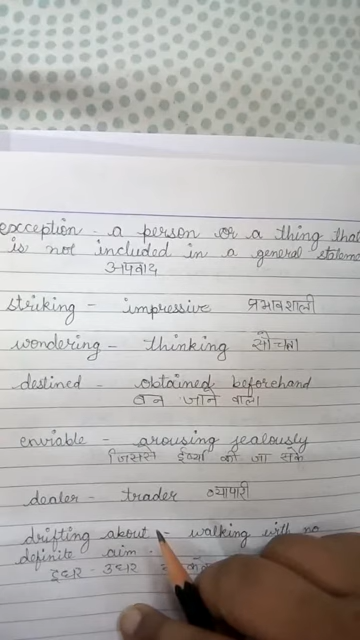 exception - a person or a thing that
is not included in a general stateme
अपवाद
striking - impressive प्रभावशाली
wondering - thinking सोचना
destined - obtained beforehand
बन जाने वाला
enviable - arousing jealously
जिससे ईर्ष्या की जा सके
dealer - trader व्यापारी
drifting about - walking with no
definite aim.
इधर-उधर